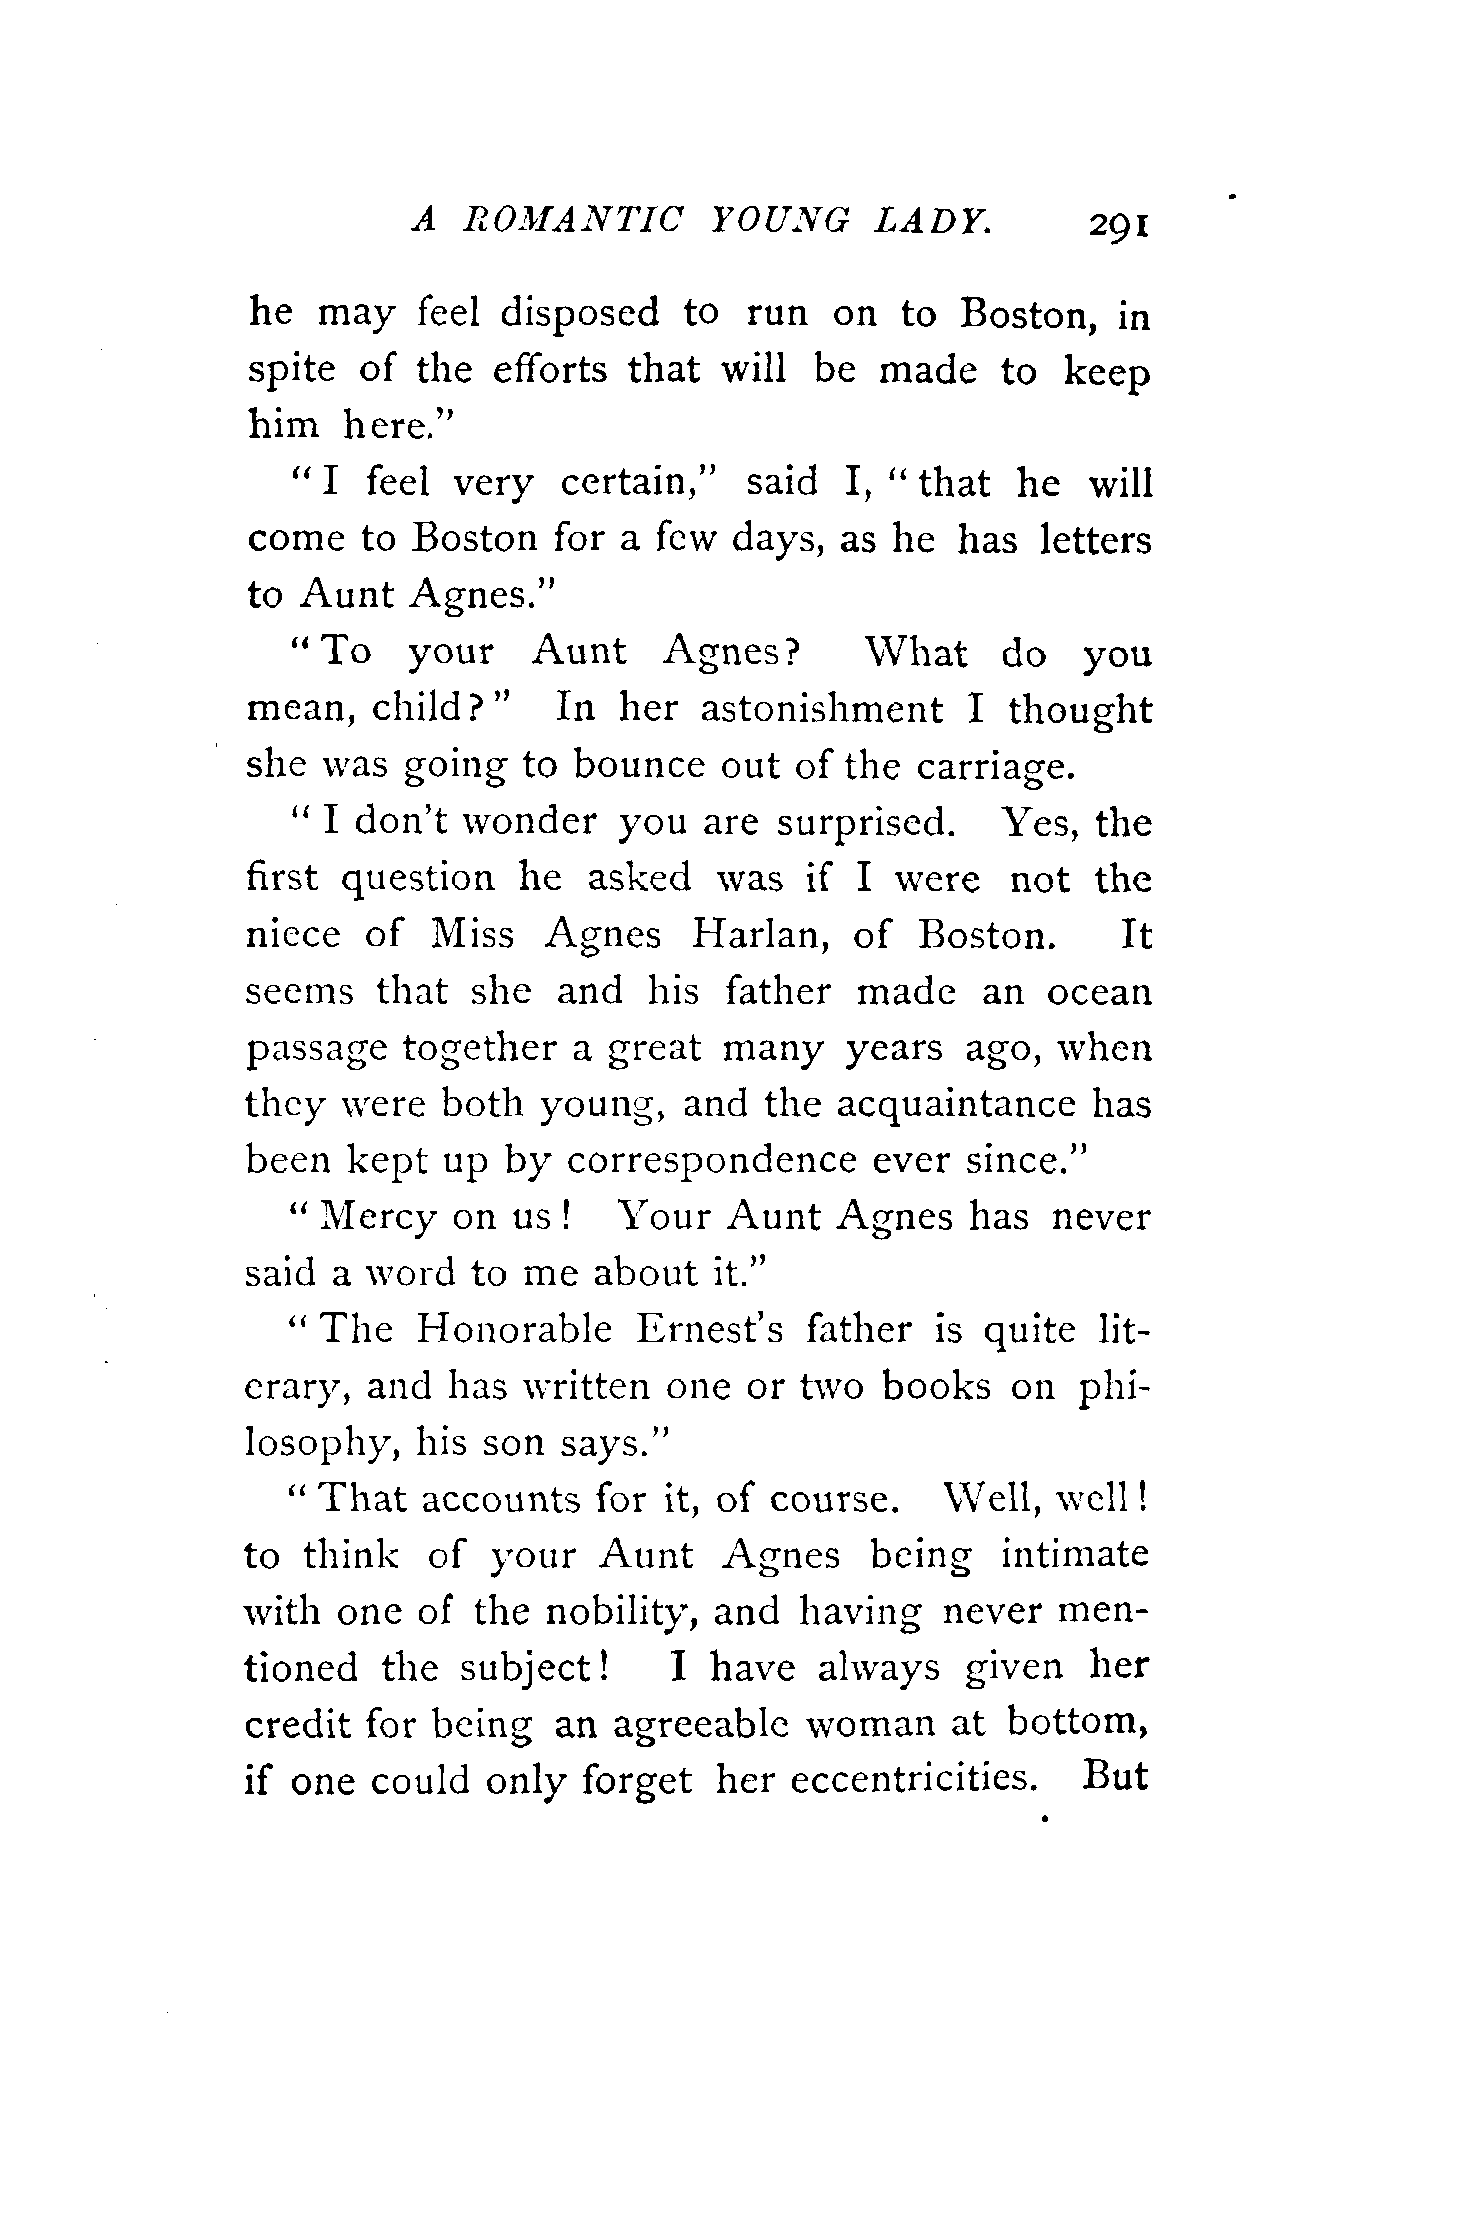 A ROMANTIC YOUNG LADY. 291
he may feel disposed to run on to Boston, in
spite of the efforts that will be made to keep
him here."
"I feel very certain," said I, "that he will
come to Boston for a few days, as he has letters
to Aunt Agnes."
"To your Aunt Agnes? What do you
mean, child?" In her astonishment I thought
she was going to bounce out of the carriage.
"I don't wonder you are surprised. Yes, the
first question he asked was if I were not the
niece of Miss Agnes Harlan, of Boston. It
seems that she and his father made an ocean
passage together a great many years ago, when
they were both young, and the acquaintance has
been kept up by correspondence ever since."
"Mercy on us! Your Aunt Agnes has never
said a word to me about it."
"The Honorable Ernest's father is quite lit-
erary, and has written one or two books on phi-
losophy, his son says."
"That accounts for it, of course. Well, well!
to think of your Aunt Agnes being intimate
with one of the nobility, and having never men-
tioned the subject! I have always given her
credit for being an agreeable woman at bottom,
if one could only forget her eccentricities. But